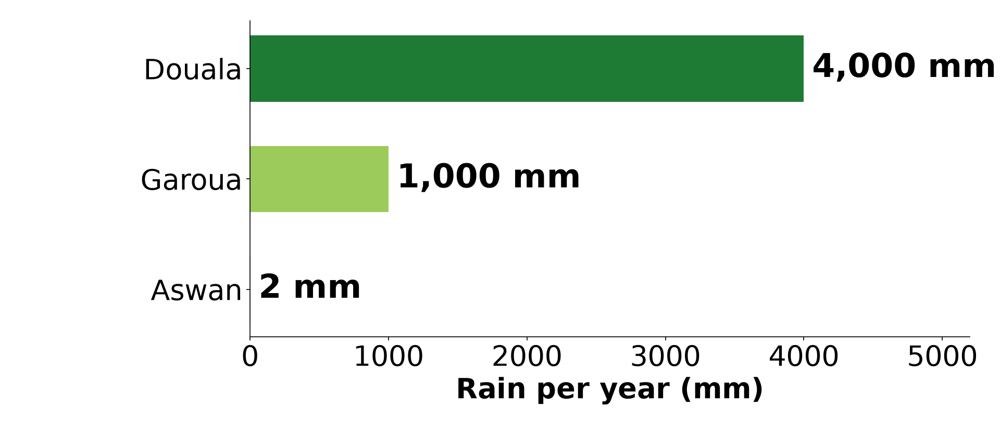 Douala 4,000 mm
Garoua 1,000 mm
Aswan 2 mm
0 1000 2000 3000 4000 5000
Rain per year (mm)